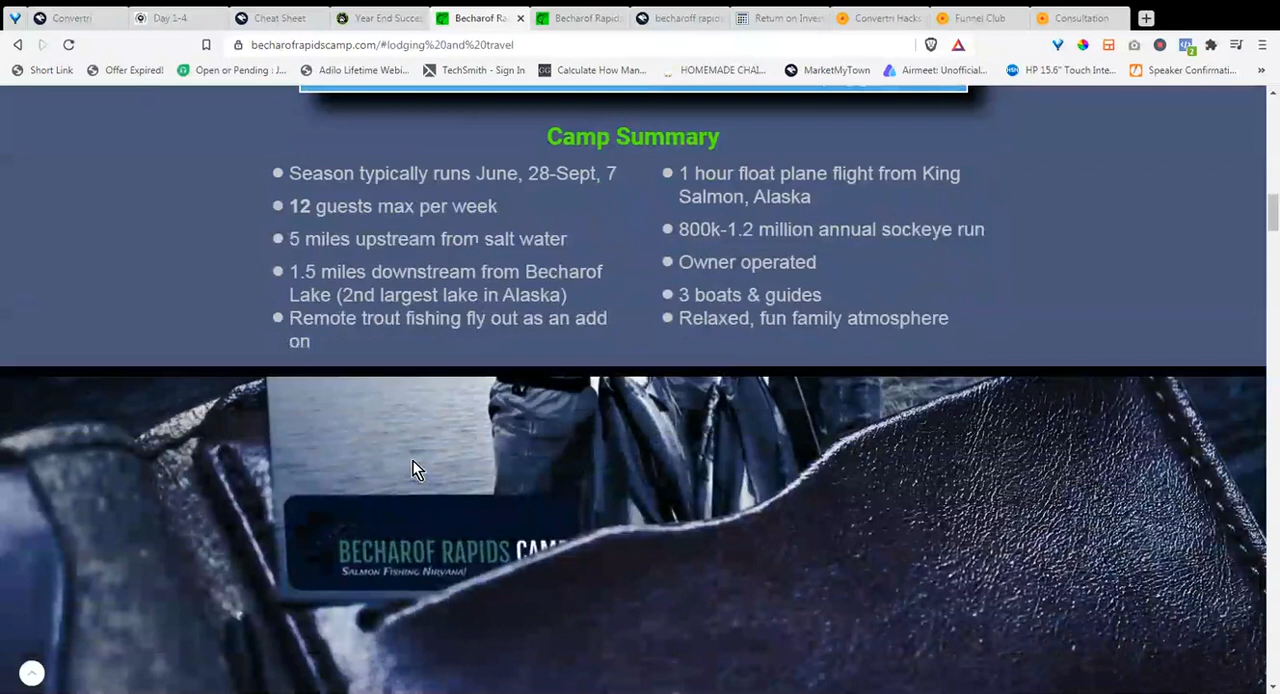 Convertri
Day 1-4
Cheat Sheet
Year End Succe
Becharof Ra
Becharof Rapids
becharoff rapids
Return on Inves
Convertri Hacks
Funnel Club
Consultation
becharofrapidscamp.com/#lodging%20and%20travel
2
Short Link
Offer Expired!
Open or Pending : J...
Adilo Lifetime Webi...
TechSmith - Sign In
Calculate How Man...
HOMEMADE CHAI...
MarketMyTown
Airmeet: Unofficial...
HP 15.6" Touch Inte...
Speaker Confirmati...
»
Camp Summary
Season typically runs June, 28-Sept, 7
12 guests max per week
5 miles upstream from salt water
1.5 miles downstream from Becharof
Lake (2nd largest lake in Alaska)
Remote trout fishing fly out as an add
on
1 hour float plane flight from King
Salmon, Alaska
800k-1.2 million annual sockeye run
Owner operated
3 boats & guides
Relaxed, fun family atmosphere
BECHAROF RAPIDS CAMP
Salmon Fishing Nirvana!